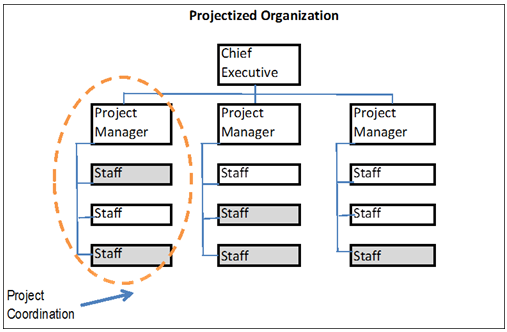 Projectized Organization
Chief
Executive
Project
Manager
Project
Manager
Project
Manager
Staff
Staff
Staff
Staff
Staff
Staff
Staff
Staff
Staff
Project
Coordination